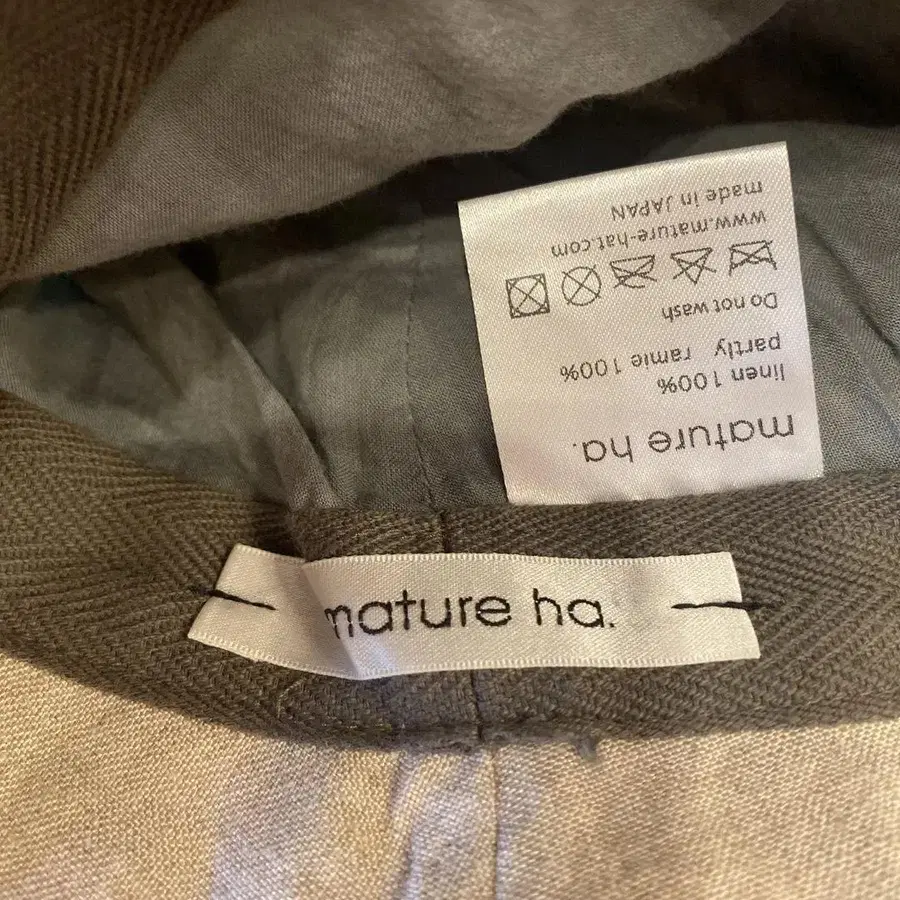 mature ha.
linen 100%
partly ramie 100%
Do not wash
www.mature-hat.com
made in JAPAN
mature ha.